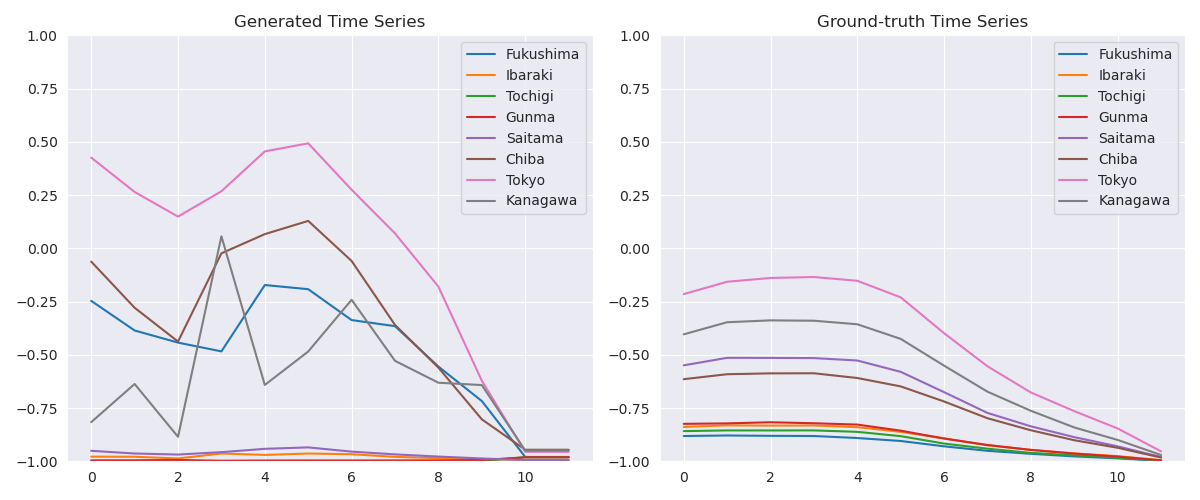 Generated Time Series
1.00
0.75
0.50
0.25
0.00
−0.25
−0.50
−0.75
−1.00
0 2 4 6 8 10
Fukushima
Ibaraki
Tochigi
Gunma
Saitama
Chiba
Tokyo
Kanagawa
Ground-truth Time Series
1.00
0.75
0.50
0.25
0.00
−0.25
−0.50
−0.75
−1.00
0 2 4 6 8 10
Fukushima
Ibaraki
Tochigi
Gunma
Saitama
Chiba
Tokyo
Kanagawa